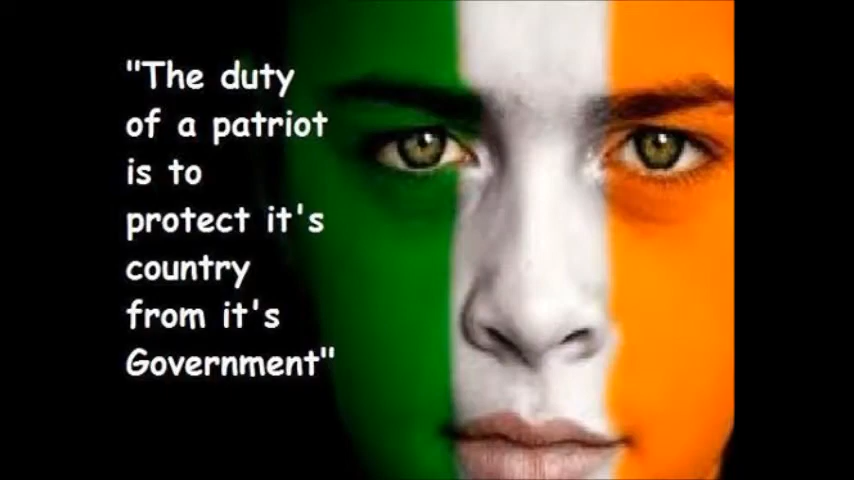 "The duty
of a patriot
is to
protect it's
country
from it's
Government"